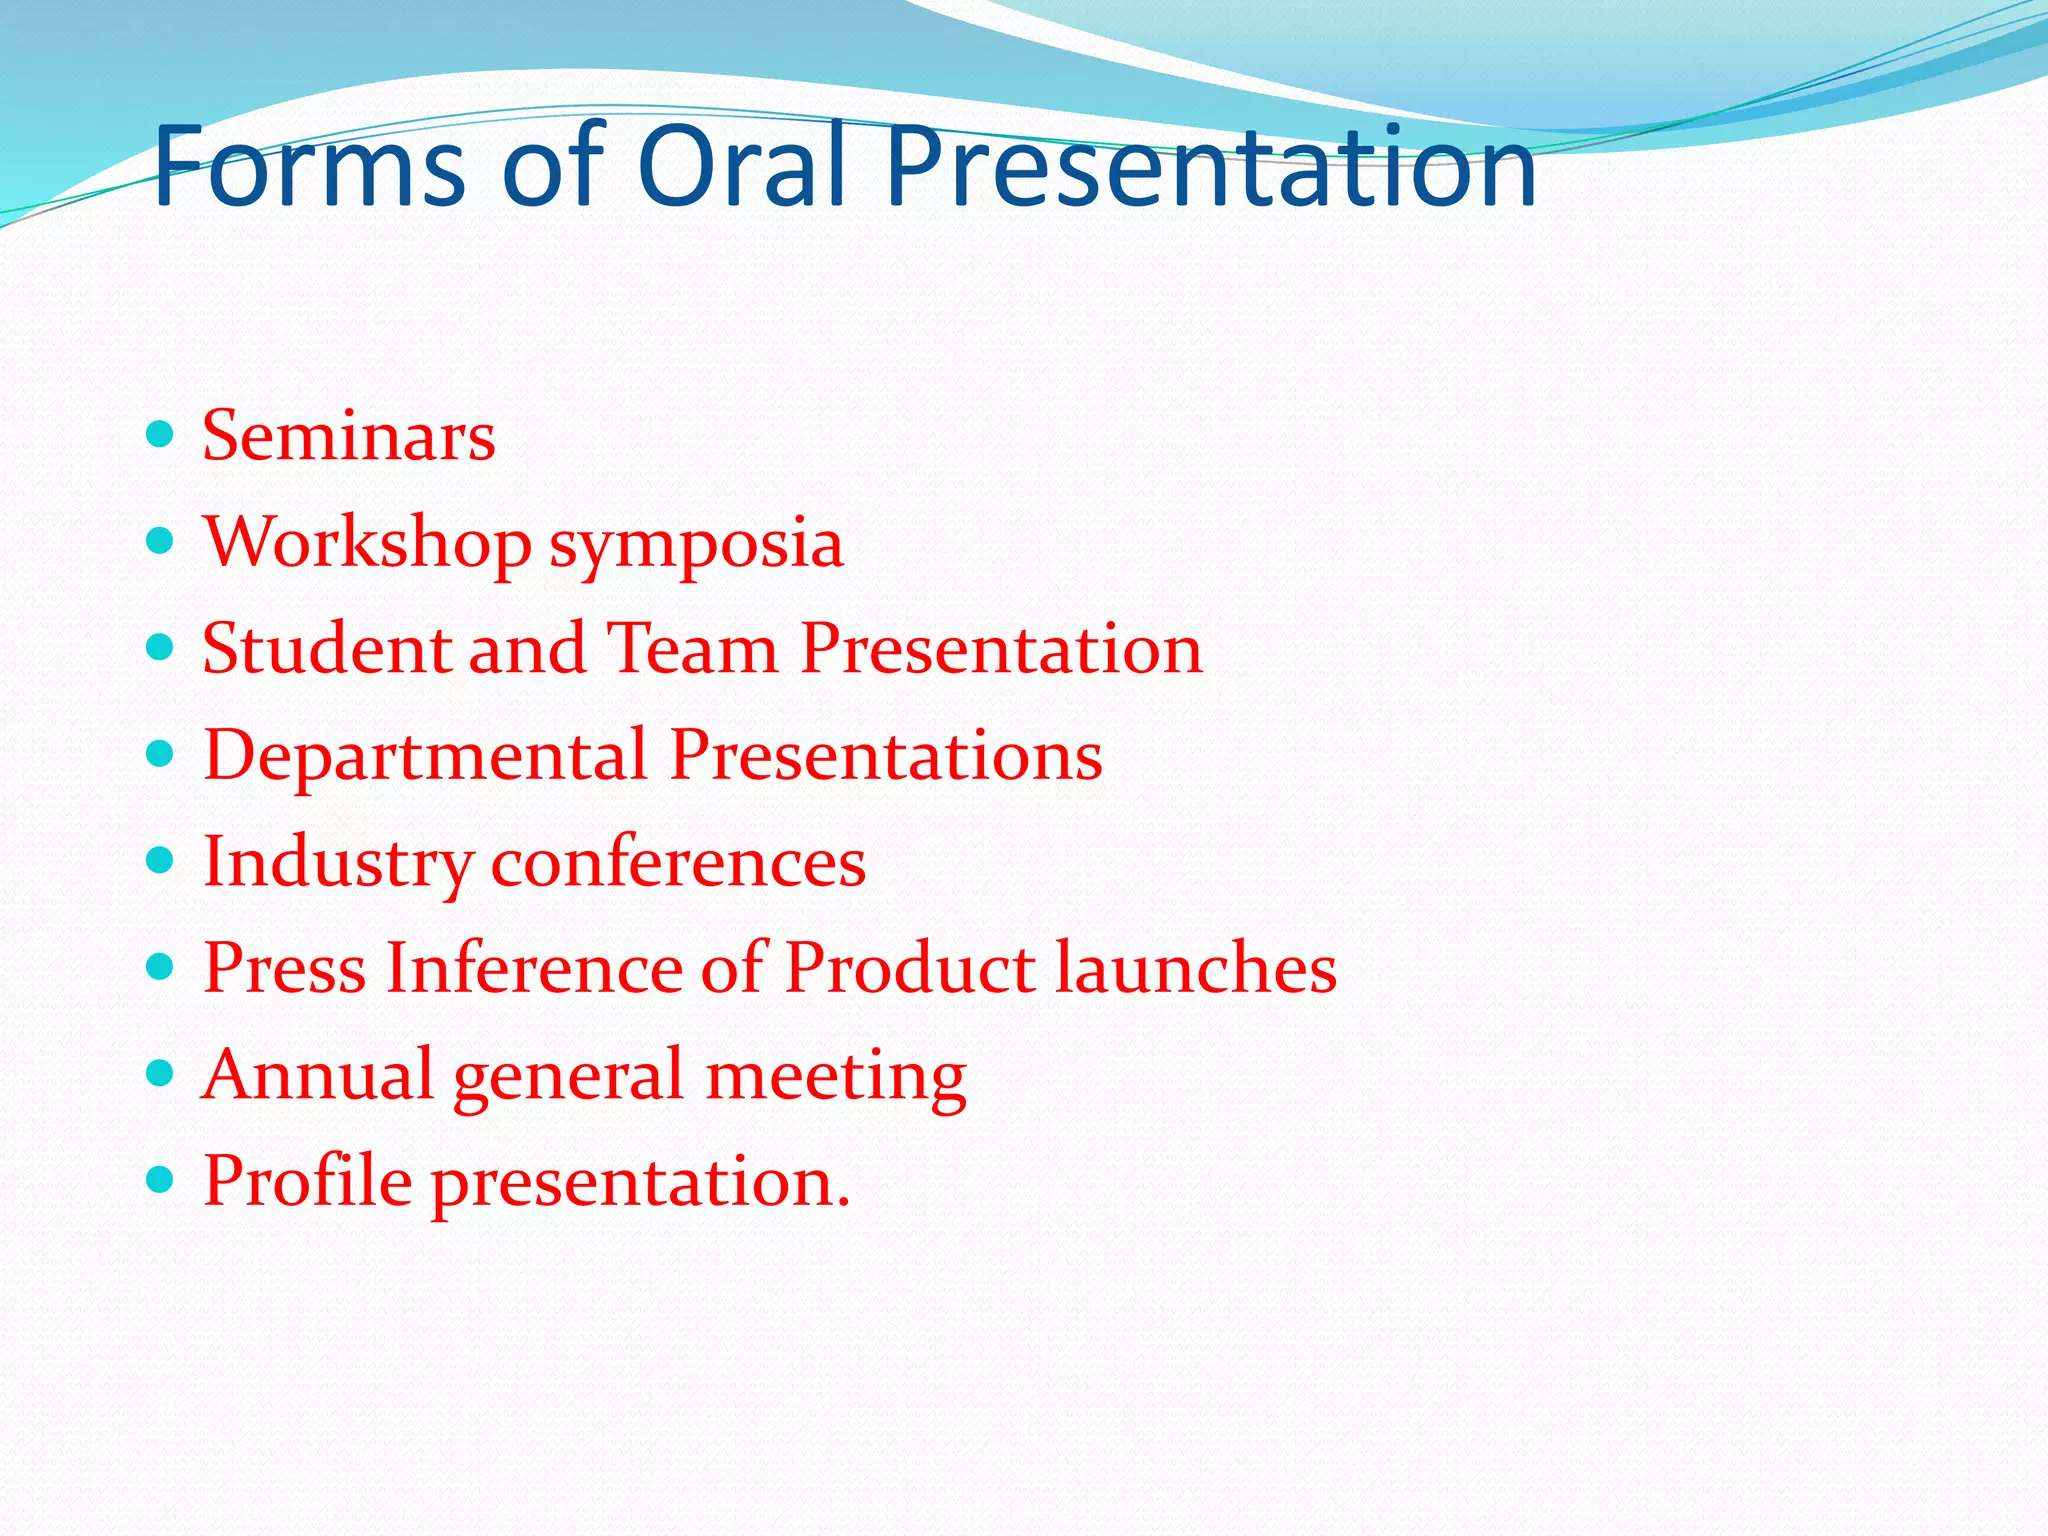 Forms of Oral Presentation
• Seminars
• Workshop symposia
• Student and Team Presentation
• Departmental Presentations
• Industry conferences
• Press Inference of Product launches
• Annual general meeting
• Profile presentation.